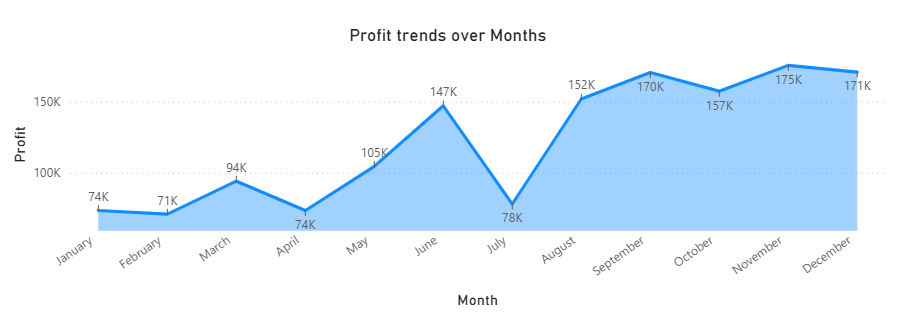 Profit trends over Months
Profit
150K
100K
74K
71K
94K
74K
105K
147K
78K
152K
170K
157K
175K
171K
January
February
March
April
May
June
July
August
September
October
November
December
Month